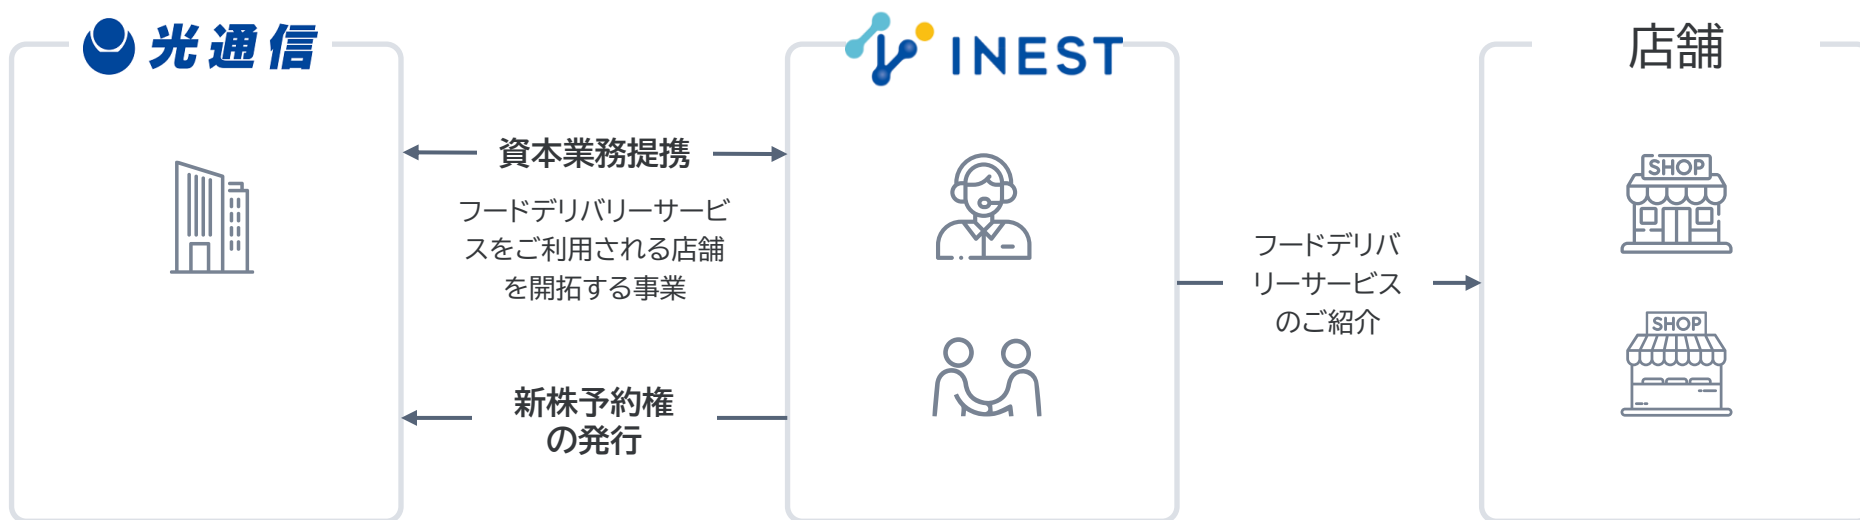 光通信
INEST
店舗
資本業務提携
フードデリバリーサービ
スをご利用される店舗
を開拓する事業
新株予約権
の発行
フードデリバ
リーサービス
のご紹介
SHOP
SHOP